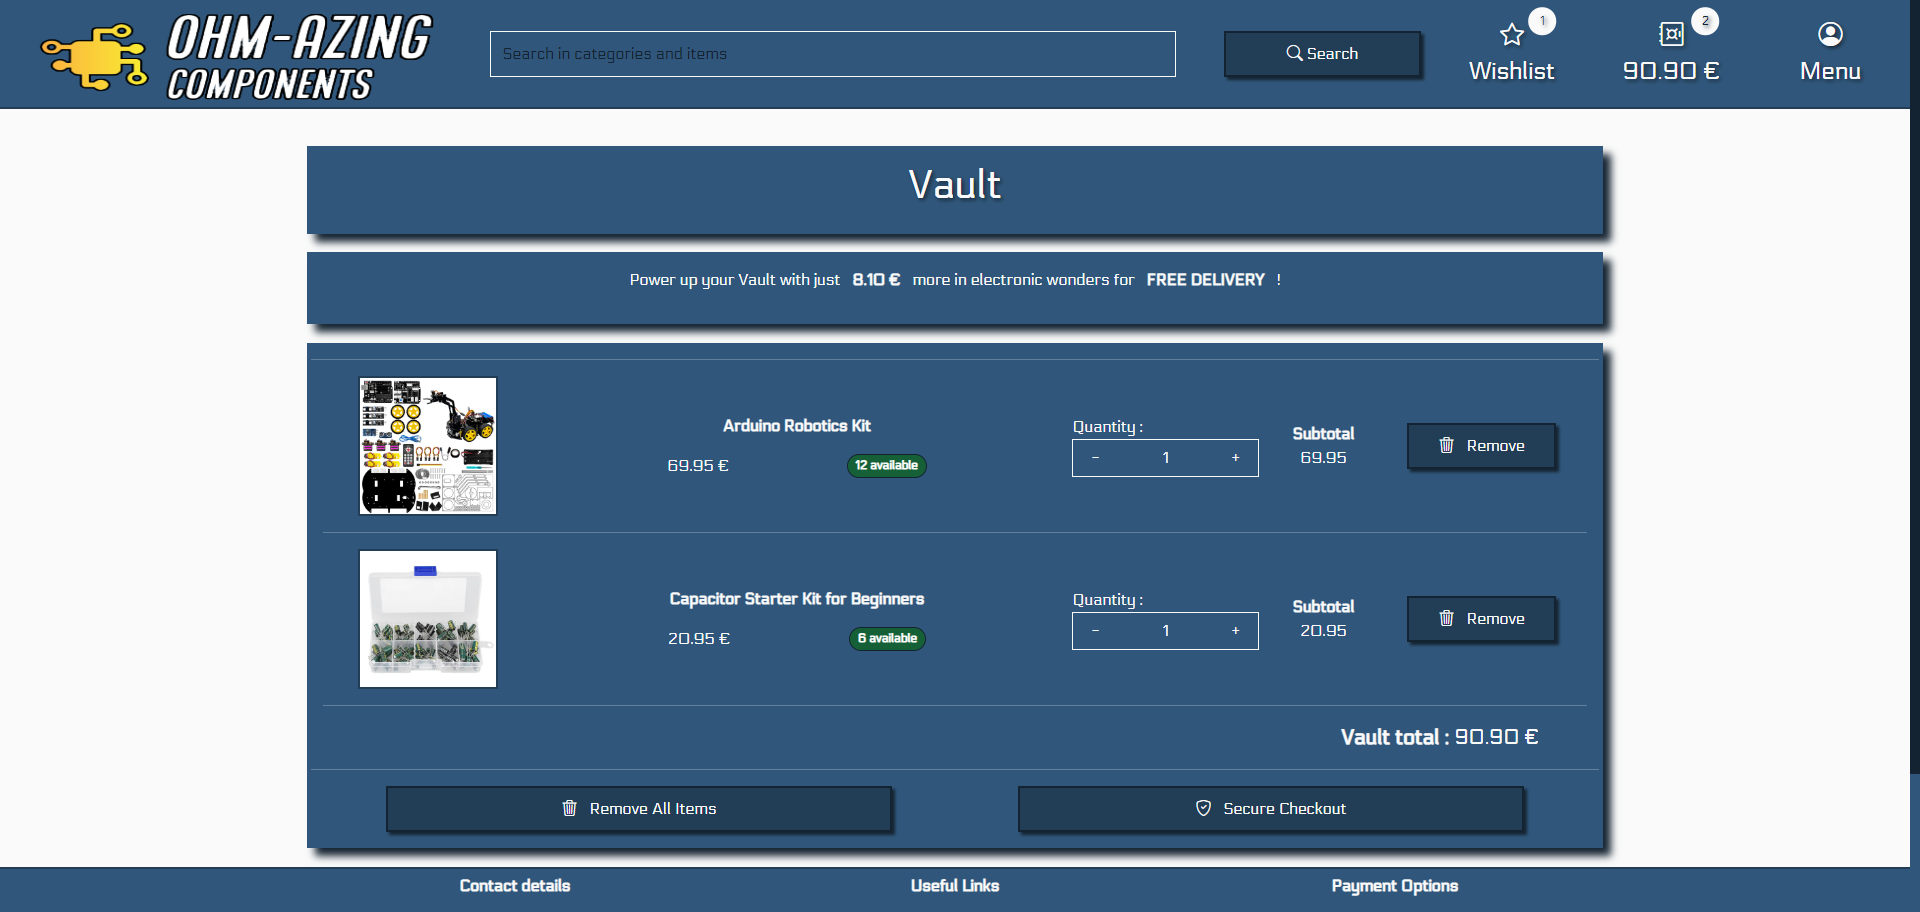 OHM-AZING
COMPONENTS
Search in categories and items
Search
1
Wishlist
2
90.90 €
Menu
Vault
Power up your Vault with just 8.10 € more in electronic wonders for FREE DELIVERY !
Arduino Robotics Kit
69.95 €
12 available
Quantity :
- 1 +
Subtotal
69.95
Remove
Capacitor Starter Kit for Beginners
20.95 €
6 available
Quantity :
- 1 +
Subtotal
20.95
Remove
Vault total : 90.90 €
Remove All Items
Secure Checkout
Contact details
Useful Links
Payment Options